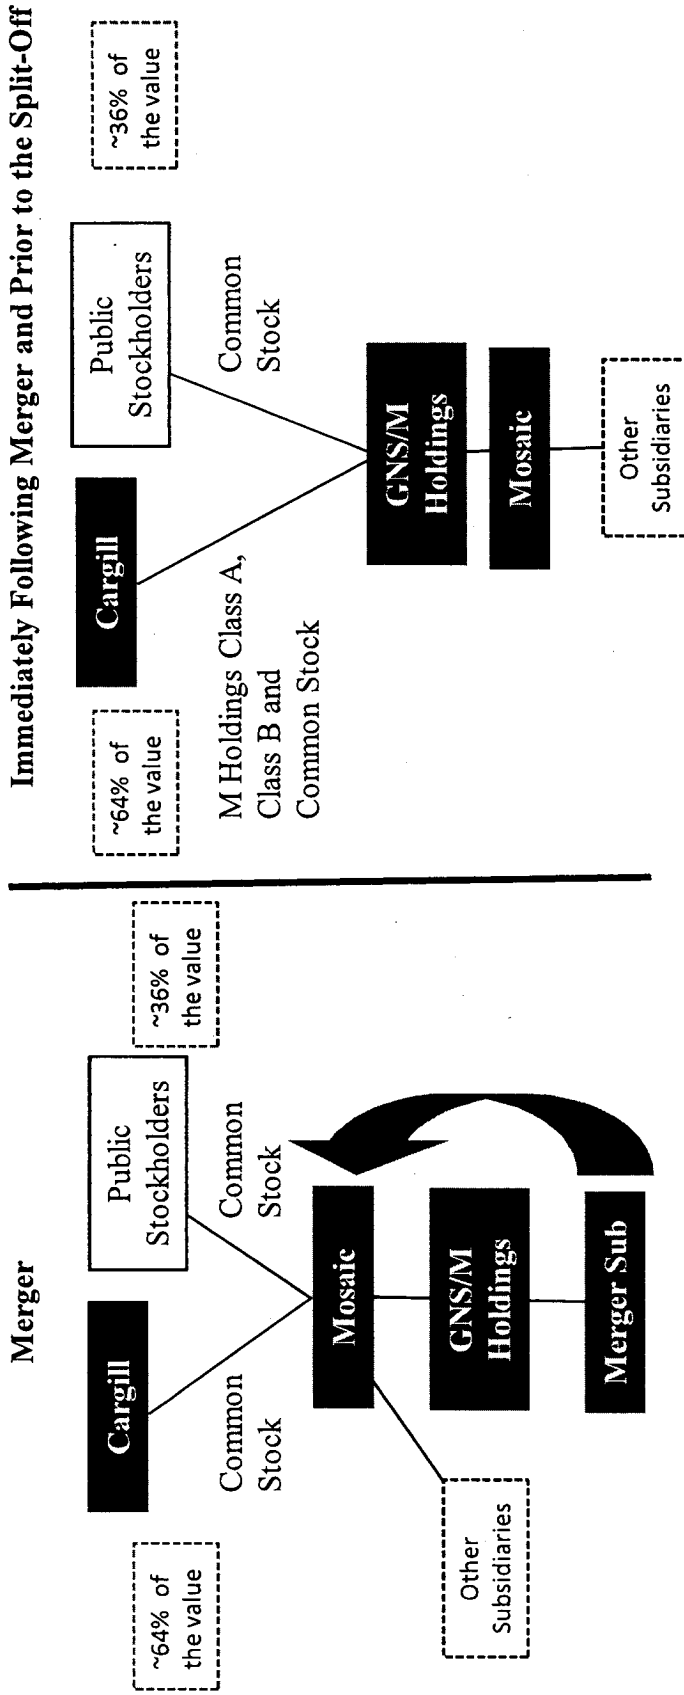 Merger
Cargill
Public
Stockholders
~64% of
the value
~36% of
the value
Common
Stock
Common
Stock
Mosaic
Other
Subsidiaries
GNS/M
Holdings
Merger Sub
Immediately Following Merger and Prior to the Split-Off
Cargill
Public
Stockholders
~64% of
the value
~36% of
the value
M Holdings Class A,
Class B and
Common Stock
Common
Stock
GNS/M
Holdings
Mosaic
Other
Subsidiaries